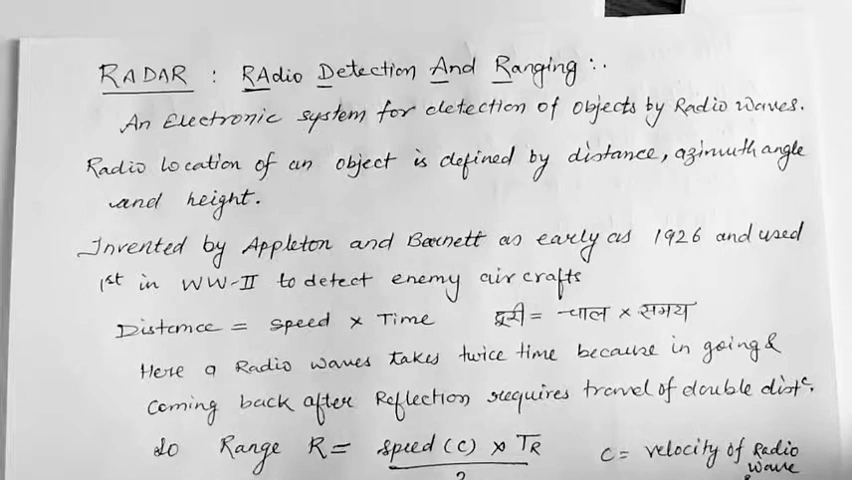 RADAR : RAdio Detection And Ranging :.
An Electronic system for detection of objects by Radio waves.
Radio location of an object is defined by distance, azimuth angle
and height.
Invented by Appleton and Barnett as early as 1926 and used
1st in WW-II to detect enemy air crafts
Distance = speed × Time दूरी = चाल × समय
Here a Radio waves takes twice time because in going &
coming back after Reflection requires travel of double distᶜ.
So Range R = speed (C) × TR
C = velocity of Radio
wave
2